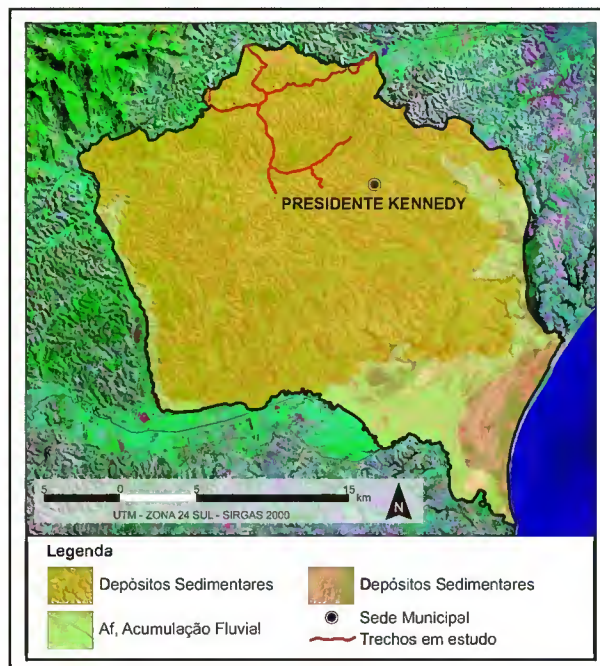 PRESIDENTE KENNEDY
5 0 5 15
km
UTM - ZONA 24 SUL - SIRGAS 2000
N
Legenda
Depósitos Sedimentares
Depósitos Sedimentares
Af, Acumulação Fluvial
Sede Municipal
Trechos em estudo